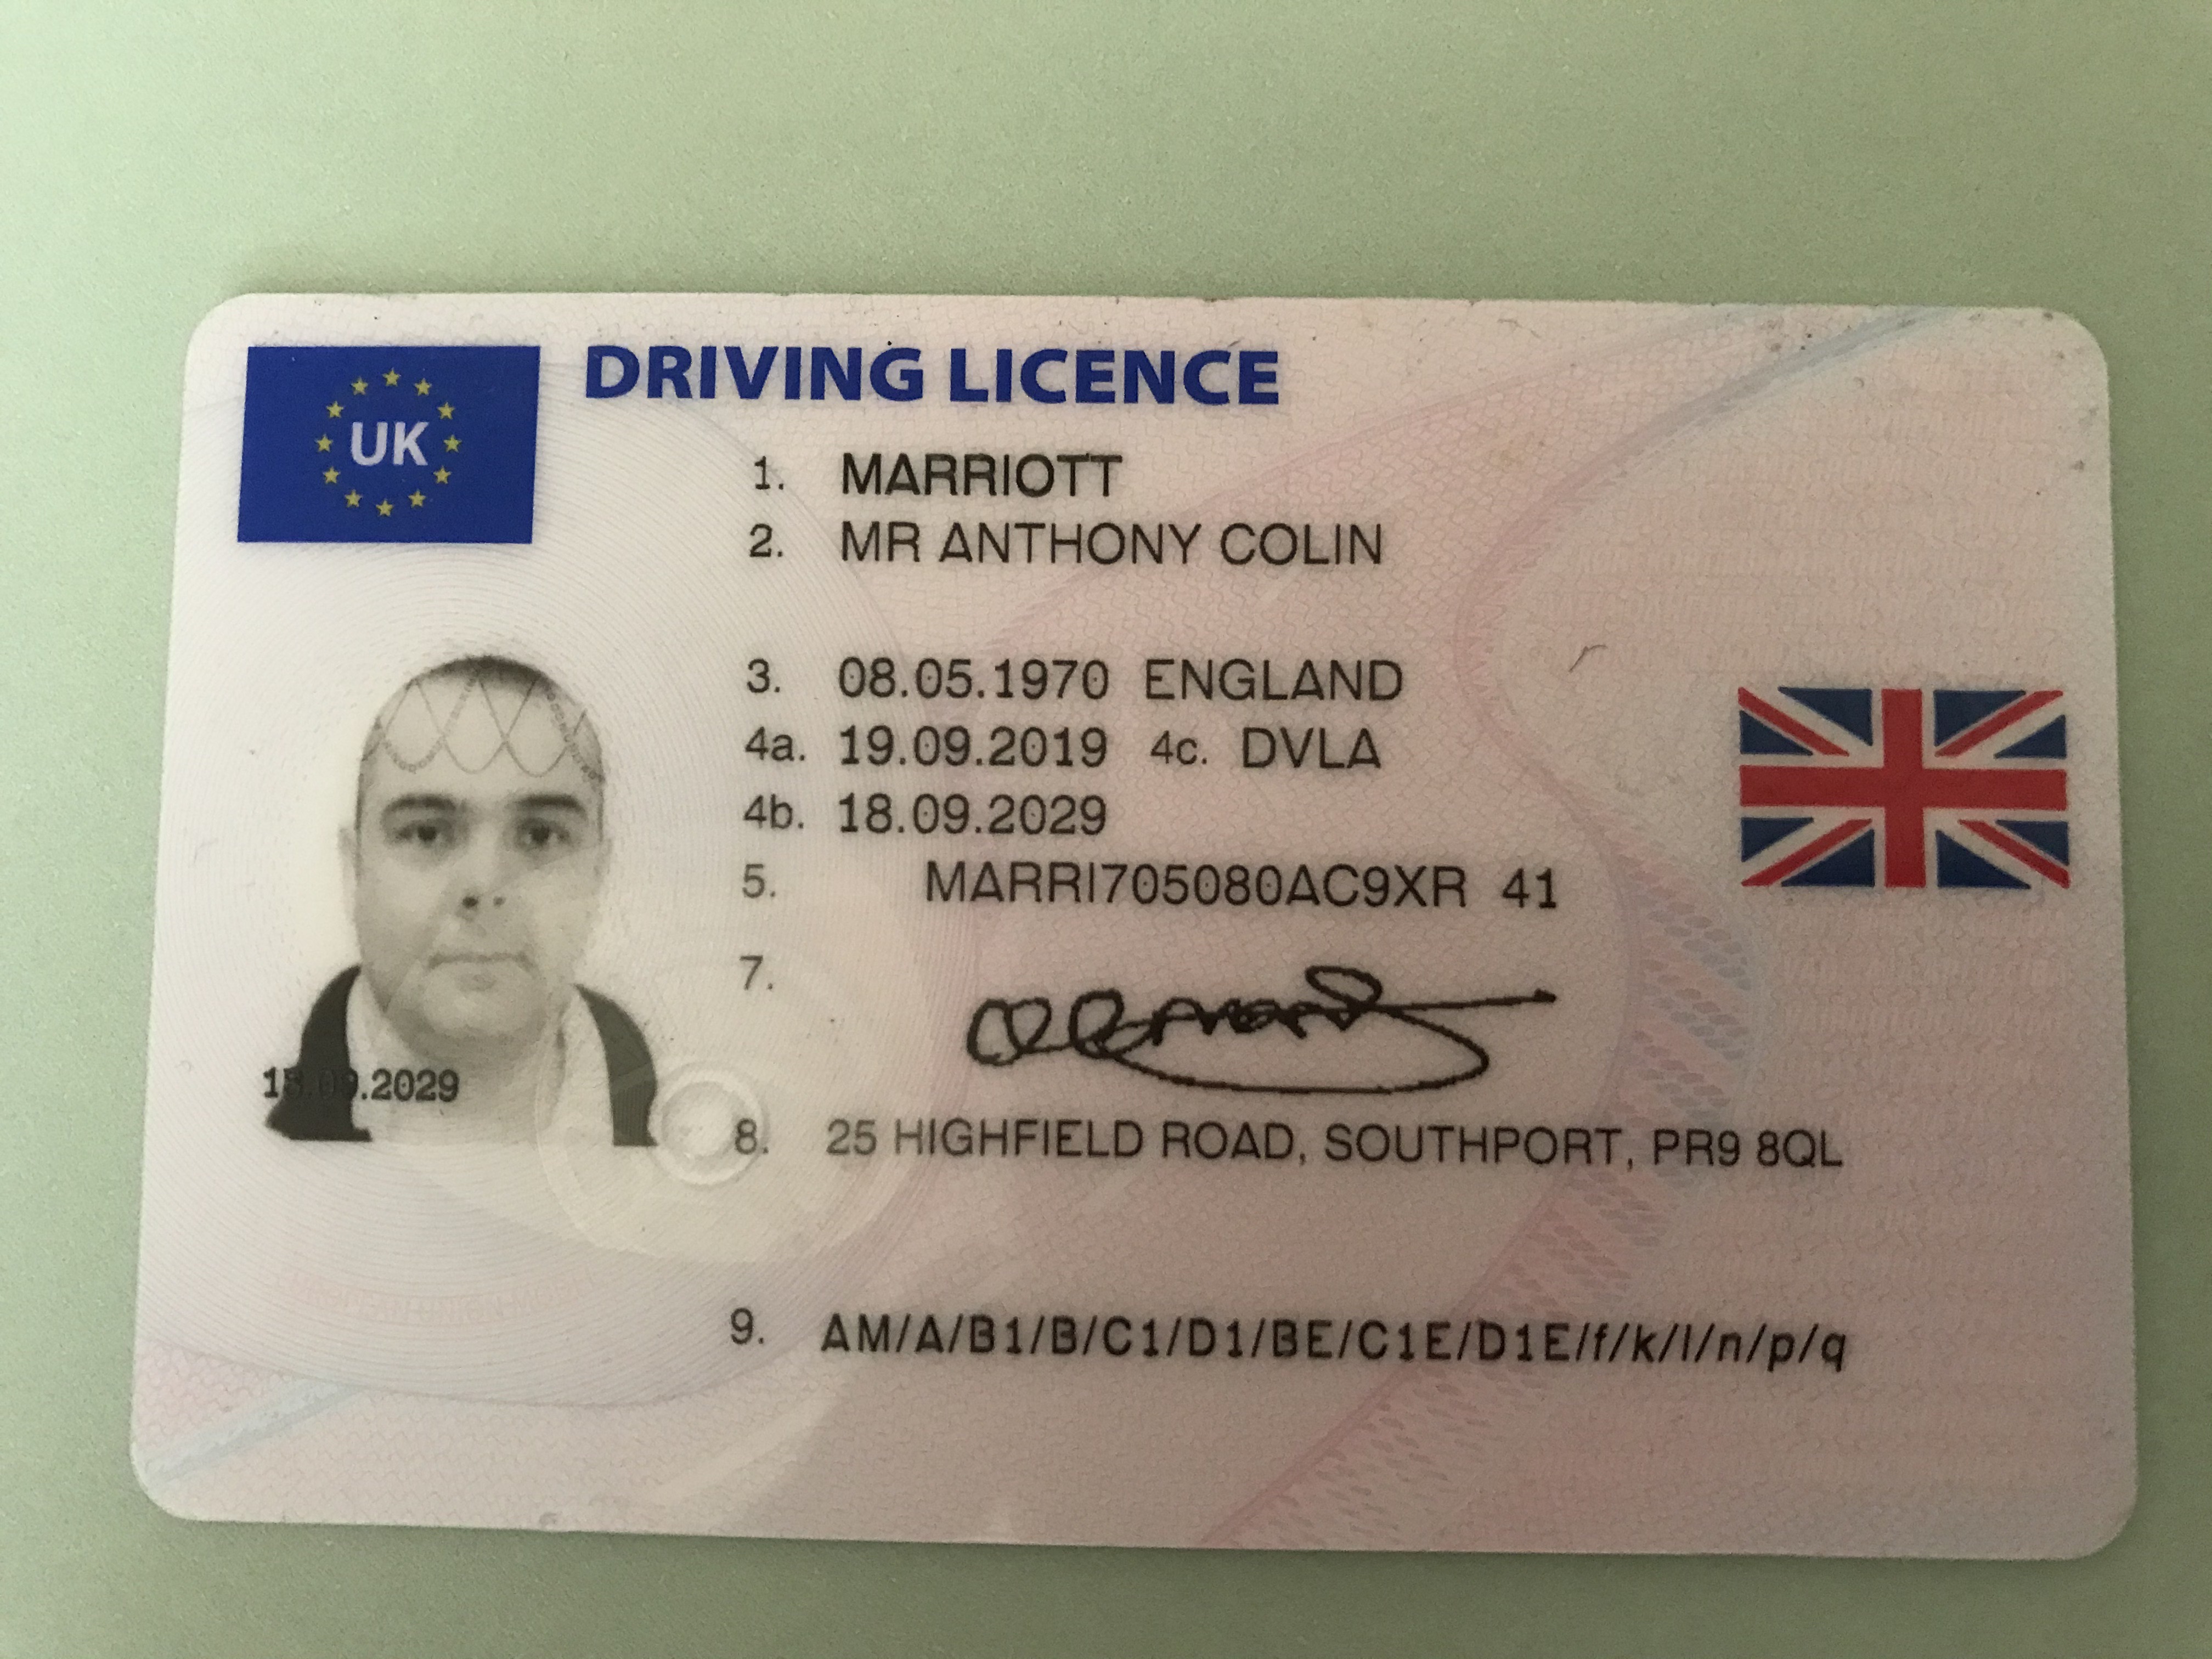 UK
DRIVING LICENCE
1. MARRIOTT
2. MR ANTHONY COLIN
3. 08.05.1970 ENGLAND
4a. 19.09.2019 4c. DVLA
4b. 18.09.2029
5. MARRI705080AC9XR 41
7.
.2029
8. 25 HIGHFIELD ROAD, SOUTHPORT, PR9 8QL
9. AM/A/B1/B/C1/D1/BE/C1E/D1E/f/k/l/n/p/q